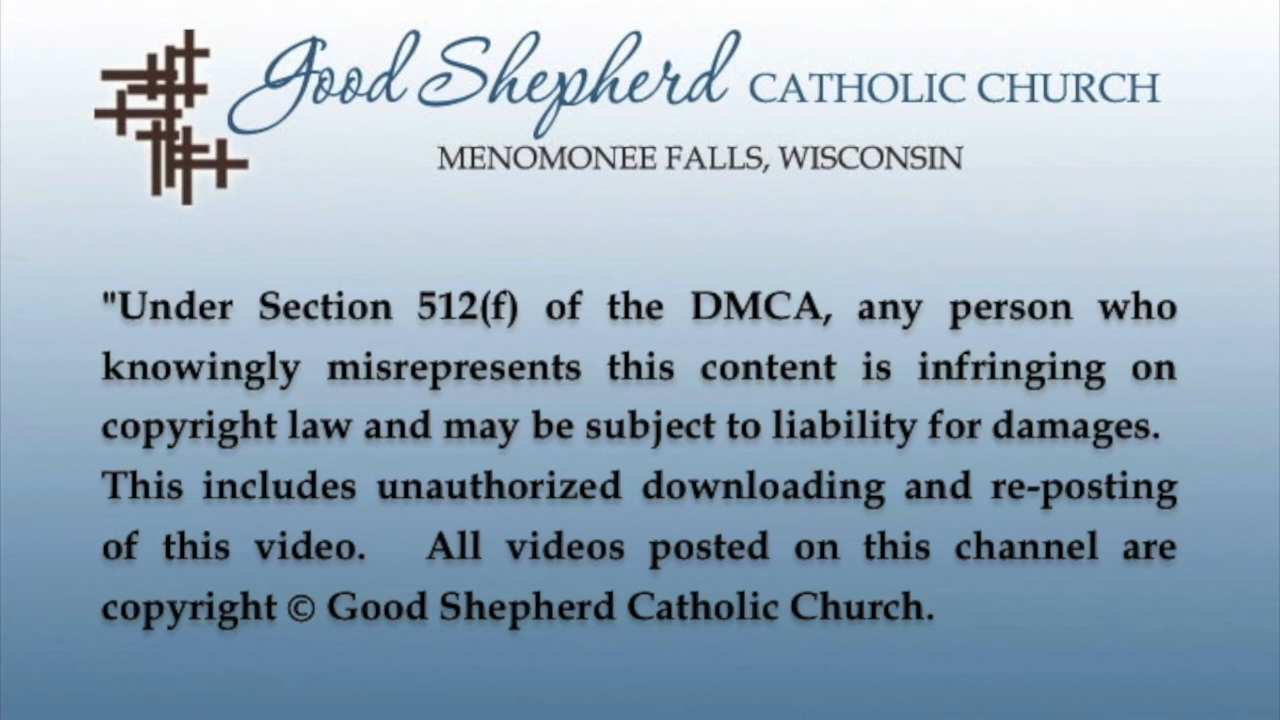 Good Shepherd CATHOLIC CHURCH
MENOMONEE FALLS, WISCONSIN
"Under Section 512(f) of the DMCA, any person who
knowingly misrepresents this content is infringing on
copyright law and may be subject to liability for damages.
This includes unauthorized downloading and re-posting
of this video. All videos posted on this channel are
copyright © Good Shepherd Catholic Church.